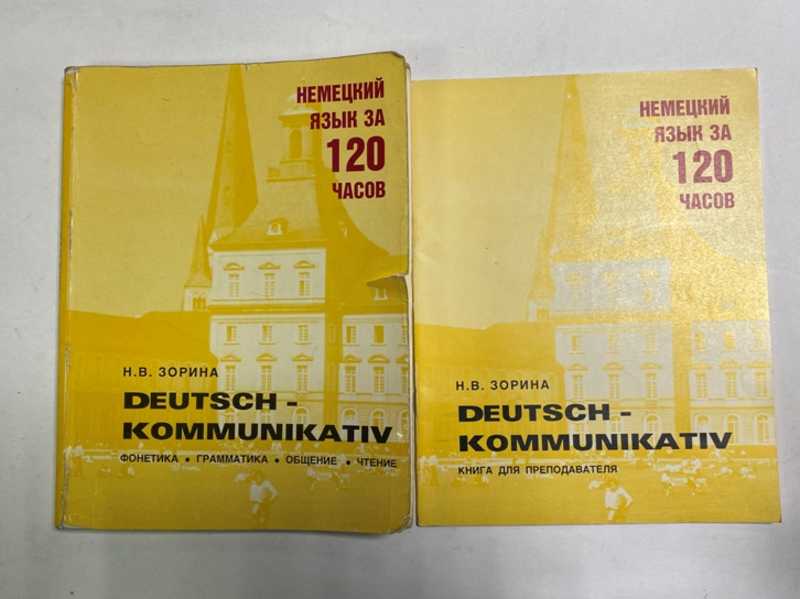 НЕМЕЦКИЙ
ЯЗЫК ЗА
120
ЧАСОВ
Н.В. ЗОРИНА
DEUTSCH -
KOMMUNIKATIV
ФОНЕТИКА • ГРАММАТИКА • ОБЩЕНИЕ • ЧТЕНИЕ
НЕМЕЦКИЙ
ЯЗЫК ЗА
120
ЧАСОВ
Н.В. ЗОРИНА
DEUTSCH -
KOMMUNIKATIV
КНИГА ДЛЯ ПРЕПОДАВАТЕЛЯ